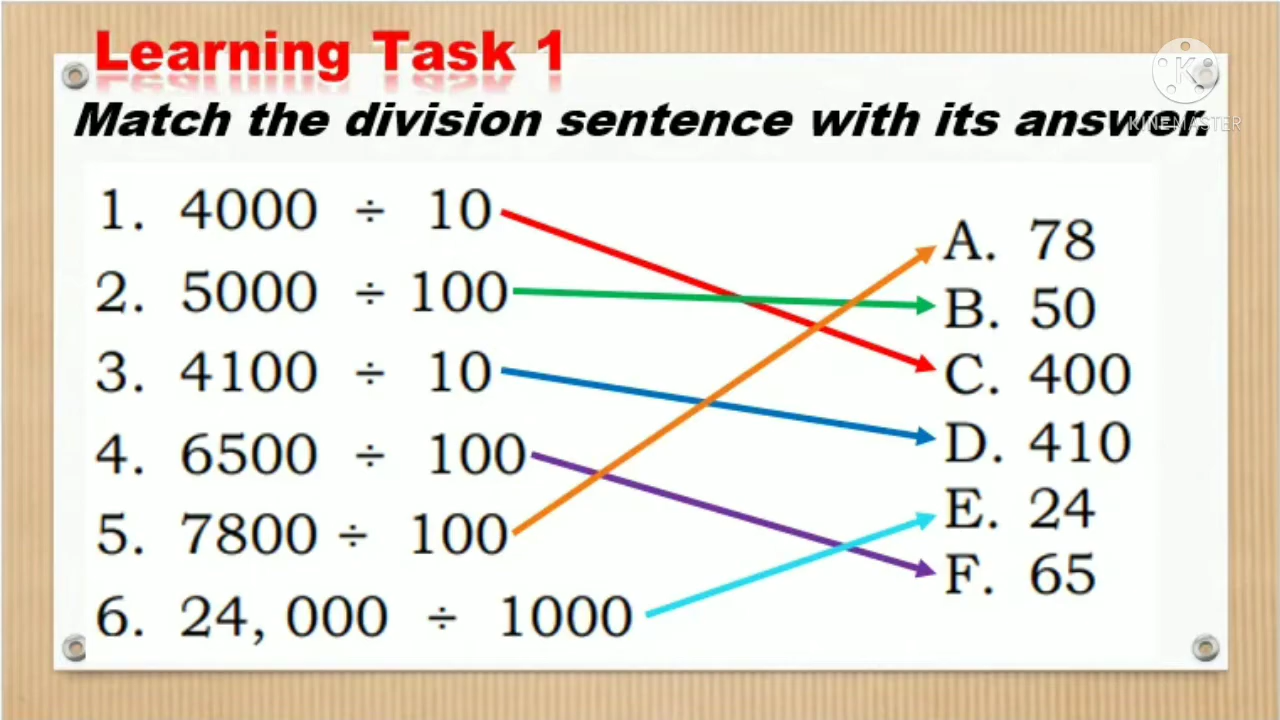 Learning Task 1
Match the division sentence with its answer.
KINEMASTER
1. 4000 ÷ 10
2. 5000 ÷ 100
3. 4100 ÷ 10
4. 6500 ÷ 100
5. 7800 ÷ 100
6. 24, 000 ÷ 1000
A. 78
B. 50
C. 400
D. 410
E. 24
F. 65